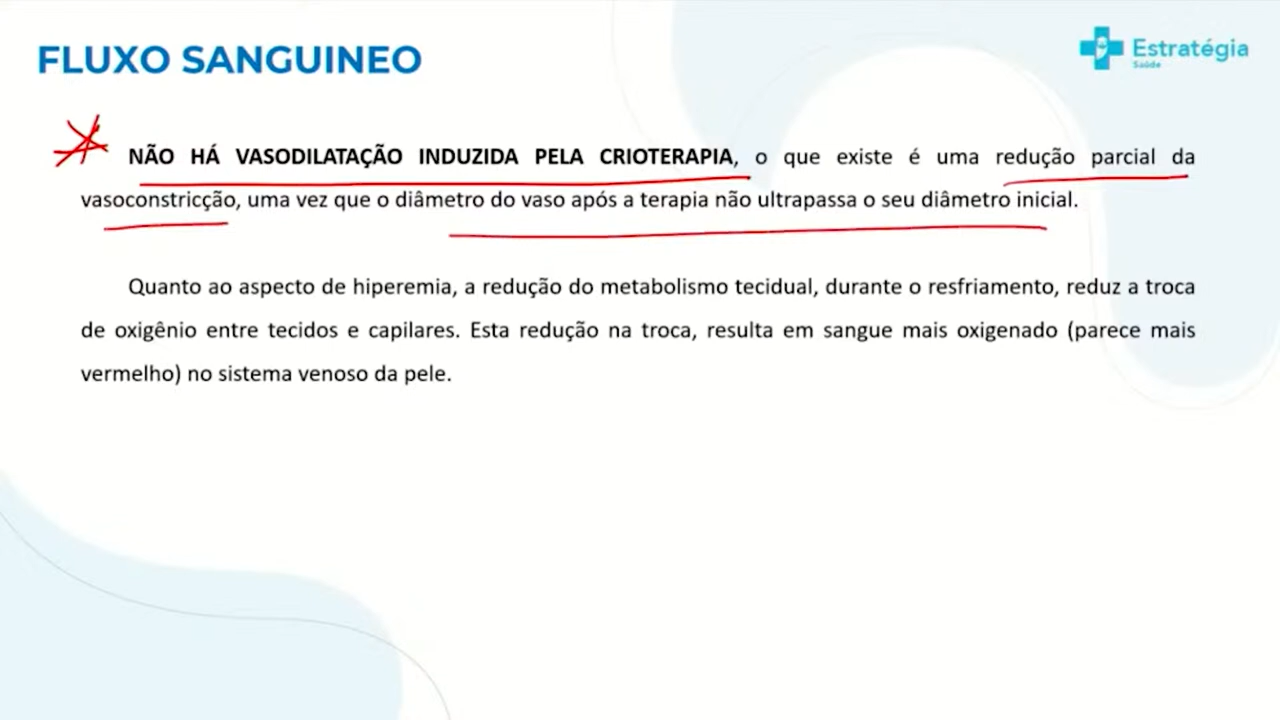 FLUXO SANGUINEO
Estratégia
Saúde
NÃO HÁ VASODILATAÇÃO INDUZIDA PELA CRIOTERAPIA, o que existe é uma redução parcial da
vasoconstricção, uma vez que o diâmetro do vaso após a terapia não ultrapassa o seu diâmetro inicial.
Quanto ao aspecto de hiperemia, a redução do metabolismo tecidual, durante o resfriamento, reduz a troca
de oxigênio entre tecidos e capilares. Esta redução na troca, resulta em sangue mais oxigenado (parece mais
vermelho) no sistema venoso da pele.